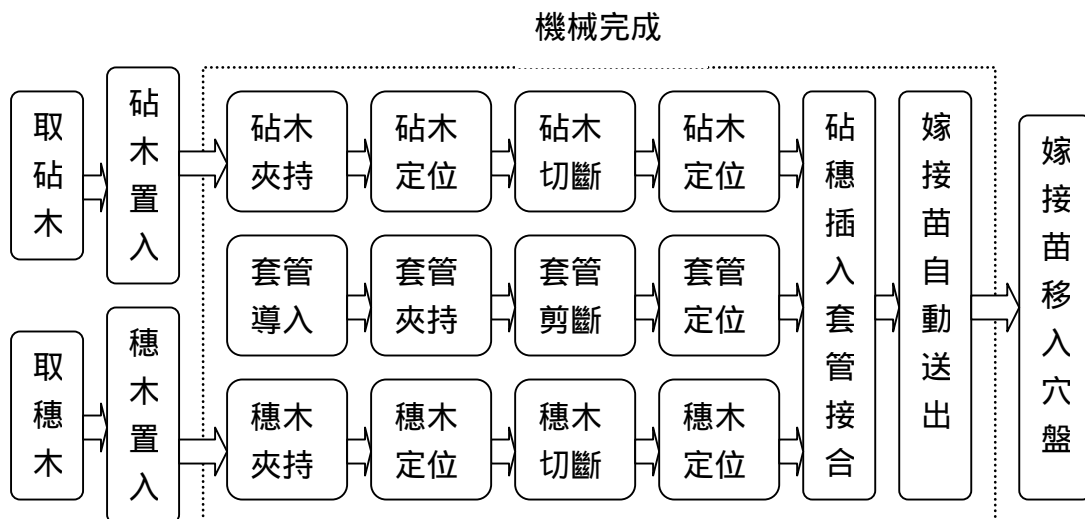 機械完成
取砧木
砧木置入
砧木
夾持
砧木
定位
砧木
切斷
砧木
定位
套管
導入
套管
夾持
套管
剪斷
套管
定位
取穗木
穗木置入
穗木
夾持
穗木
定位
穗木
切斷
穗木
定位
砧穗插入套管接合
嫁接苗自動送出
嫁接苗移入穴盤